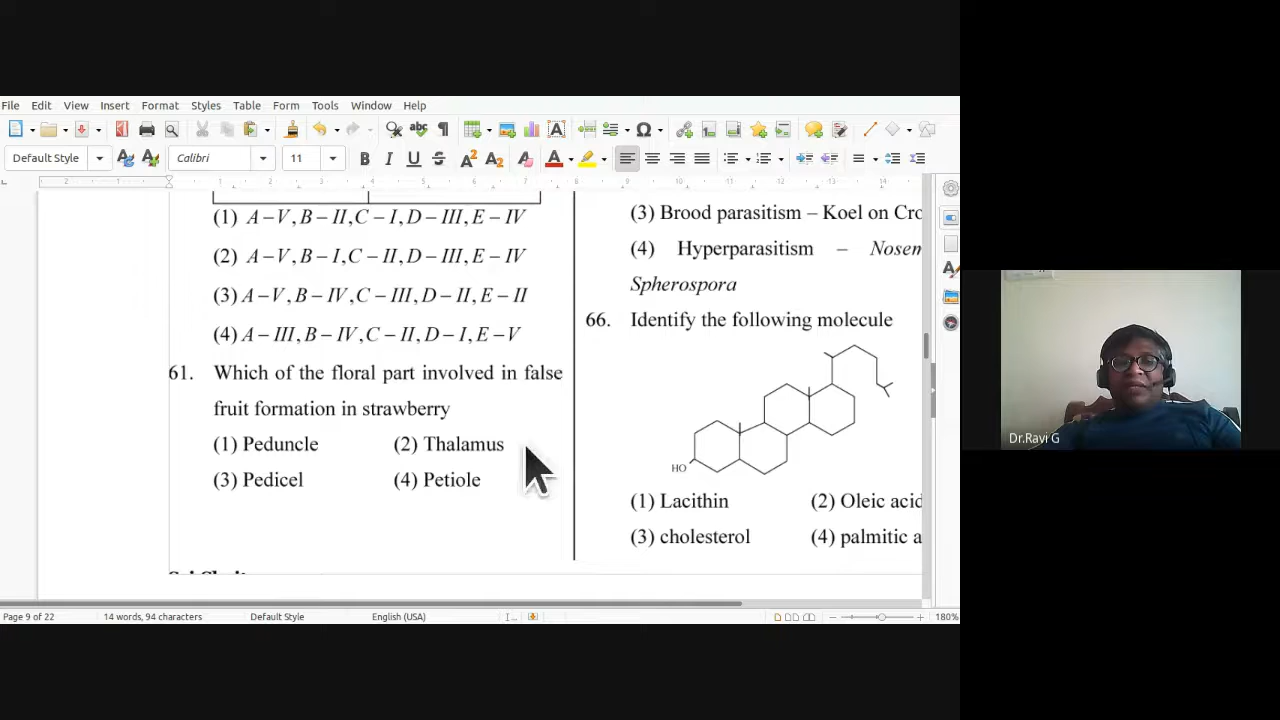 File Edit View Insert Format Styles Table Form Tools Window Help
Default Style Calibri 11
(1) A – V, B – II, C – I, D – III, E – IV
(2) A – V, B – I, C – II, D – III, E – IV
(3) A – V, B – IV, C – III, D – II, E – II
(4) A – III, B – IV, C – II, D – I, E – V
61. Which of the floral part involved in false
fruit formation in strawberry
(1) Peduncle (2) Thalamus
(3) Pedicel (4) Petiole
(3) Brood parasitism – Koel on Cro
(4) Hyperparasitism – Nosem
Spherospora
66. Identify the following molecule
HO
(1) Lacithin (2) Oleic acid
(3) cholesterol (4) palmitic a
Page 9 of 22 14 words, 94 characters Default Style English (USA) 180%
Dr.Ravi G